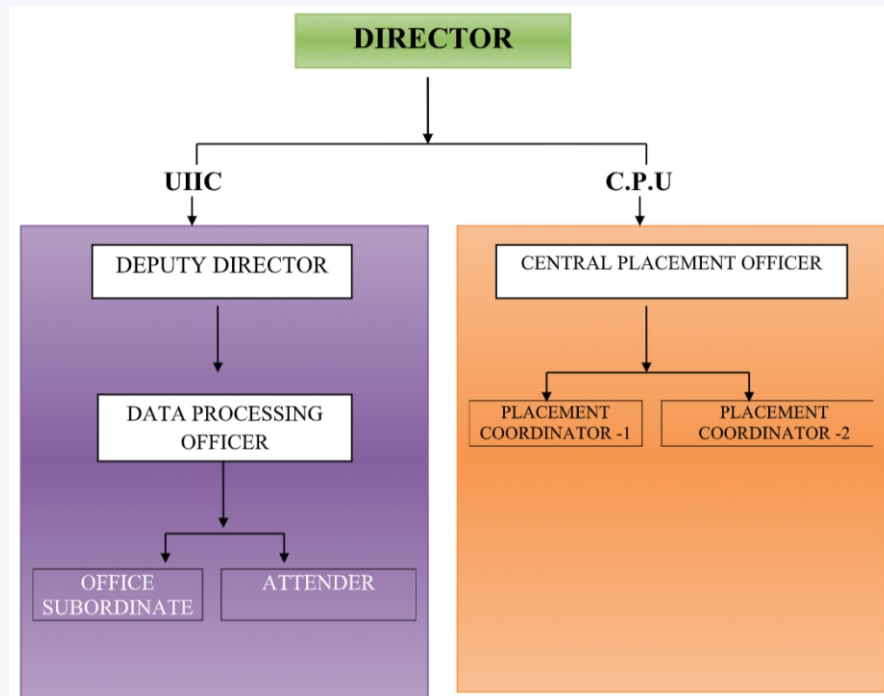 DIRECTOR
UIIC
C.P.U
DEPUTY DIRECTOR
CENTRAL PLACEMENT OFFICER
DATA PROCESSING
OFFICER
PLACEMENT
COORDINATOR -1
PLACEMENT
COORDINATOR -2
OFFICE
SUBORDINATE
ATTENDER